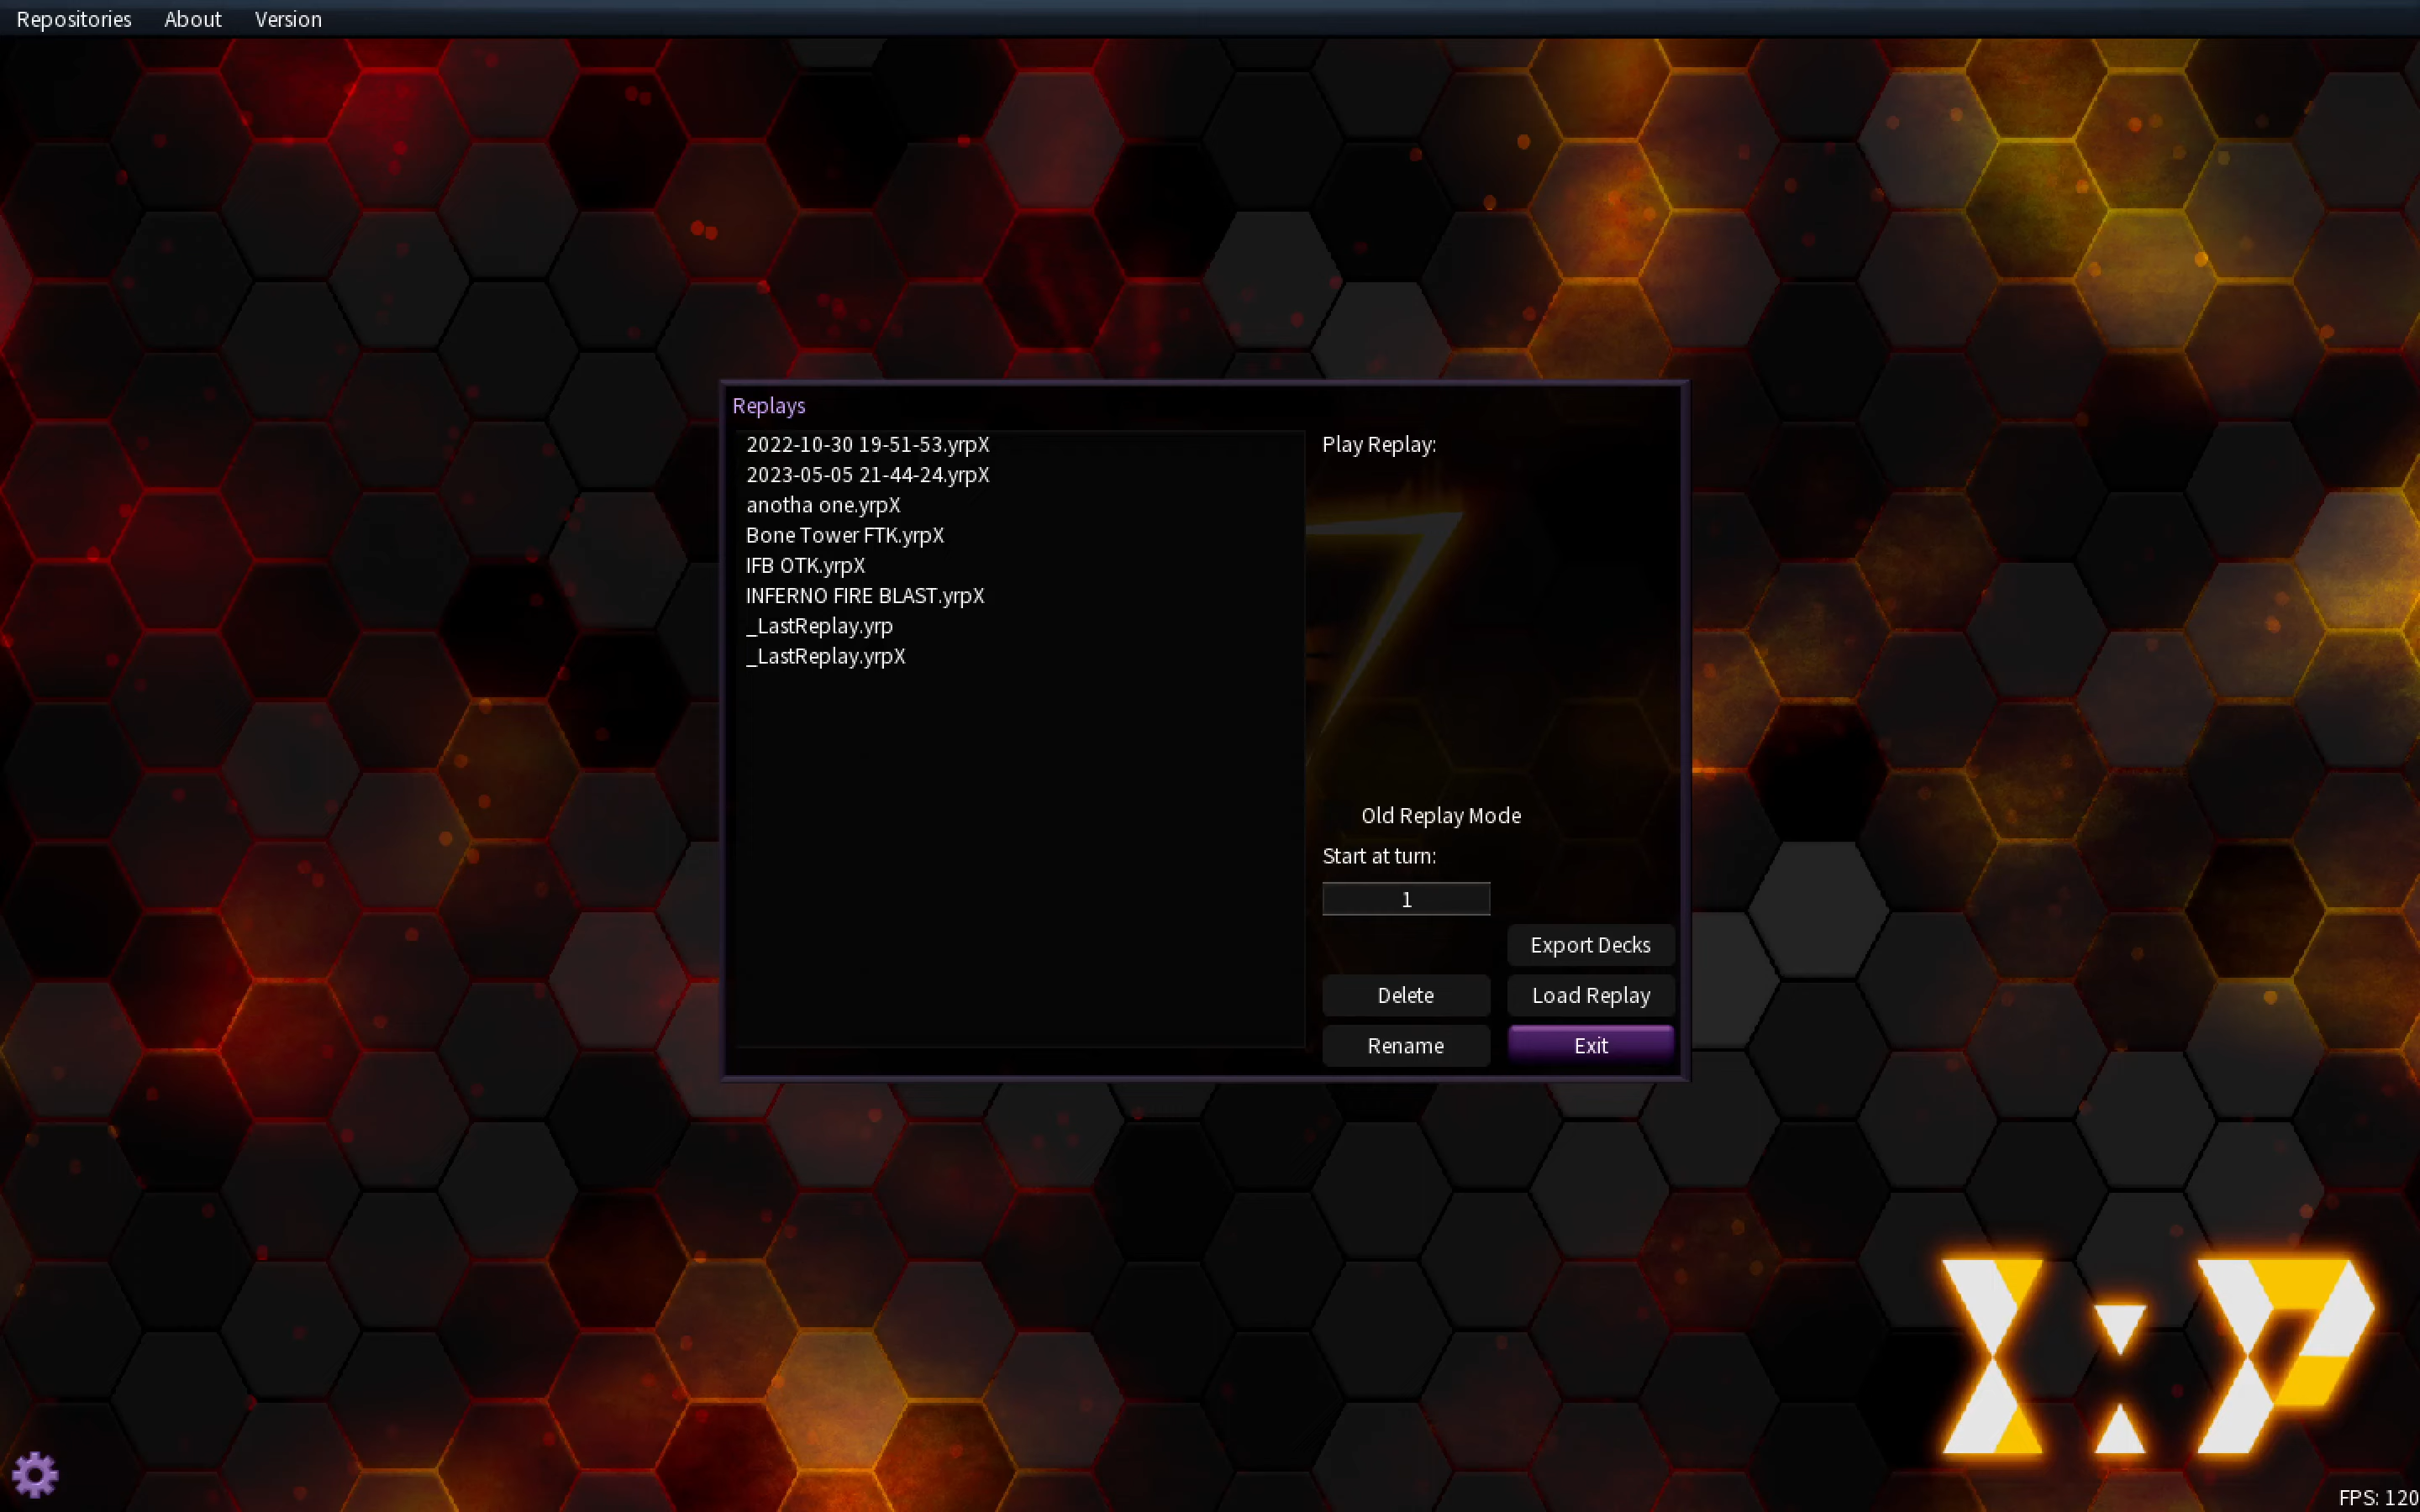 Repositories About Version
Replays
2022-10-30 19-51-53.yrpX
2023-05-05 21-44-24.yrpX
anotha one.yrpX
Bone Tower FTK.yrpX
IFB OTK.yrpX
INFERNO FIRE BLAST.yrpX
_LastReplay.yrp
_LastReplay.yrpX
Play Replay:
Old Replay Mode
Start at turn:
1
Export Decks
Delete Load Replay
Rename Exit
X:P
FPS: 120